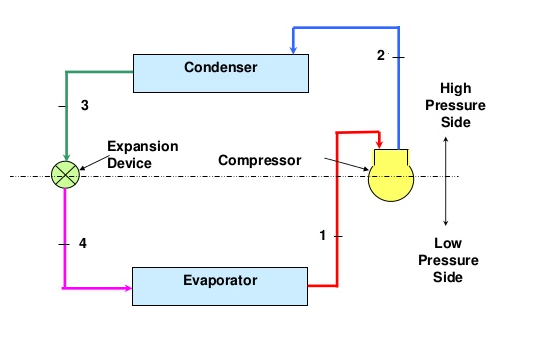 2
Condenser
High
Pressure
Side
3
Expansion
Device
Compressor
1
4
Low
Pressure
Side
Evaporator